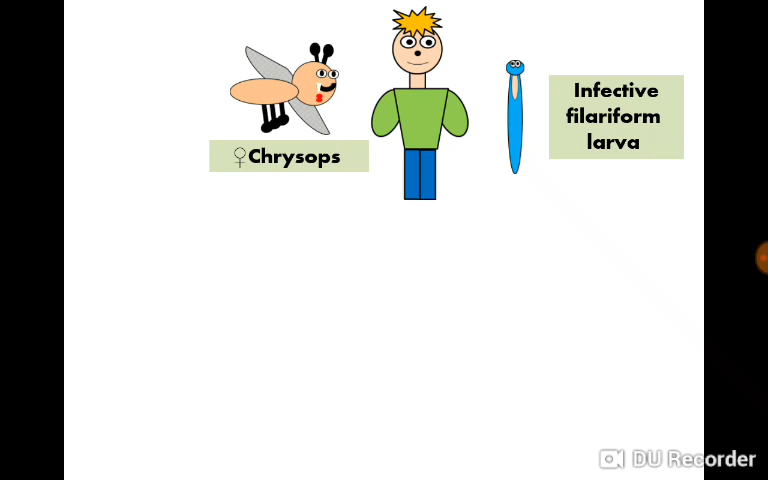 ♀Chrysops
Infective
filariform
larva
DU Recorder